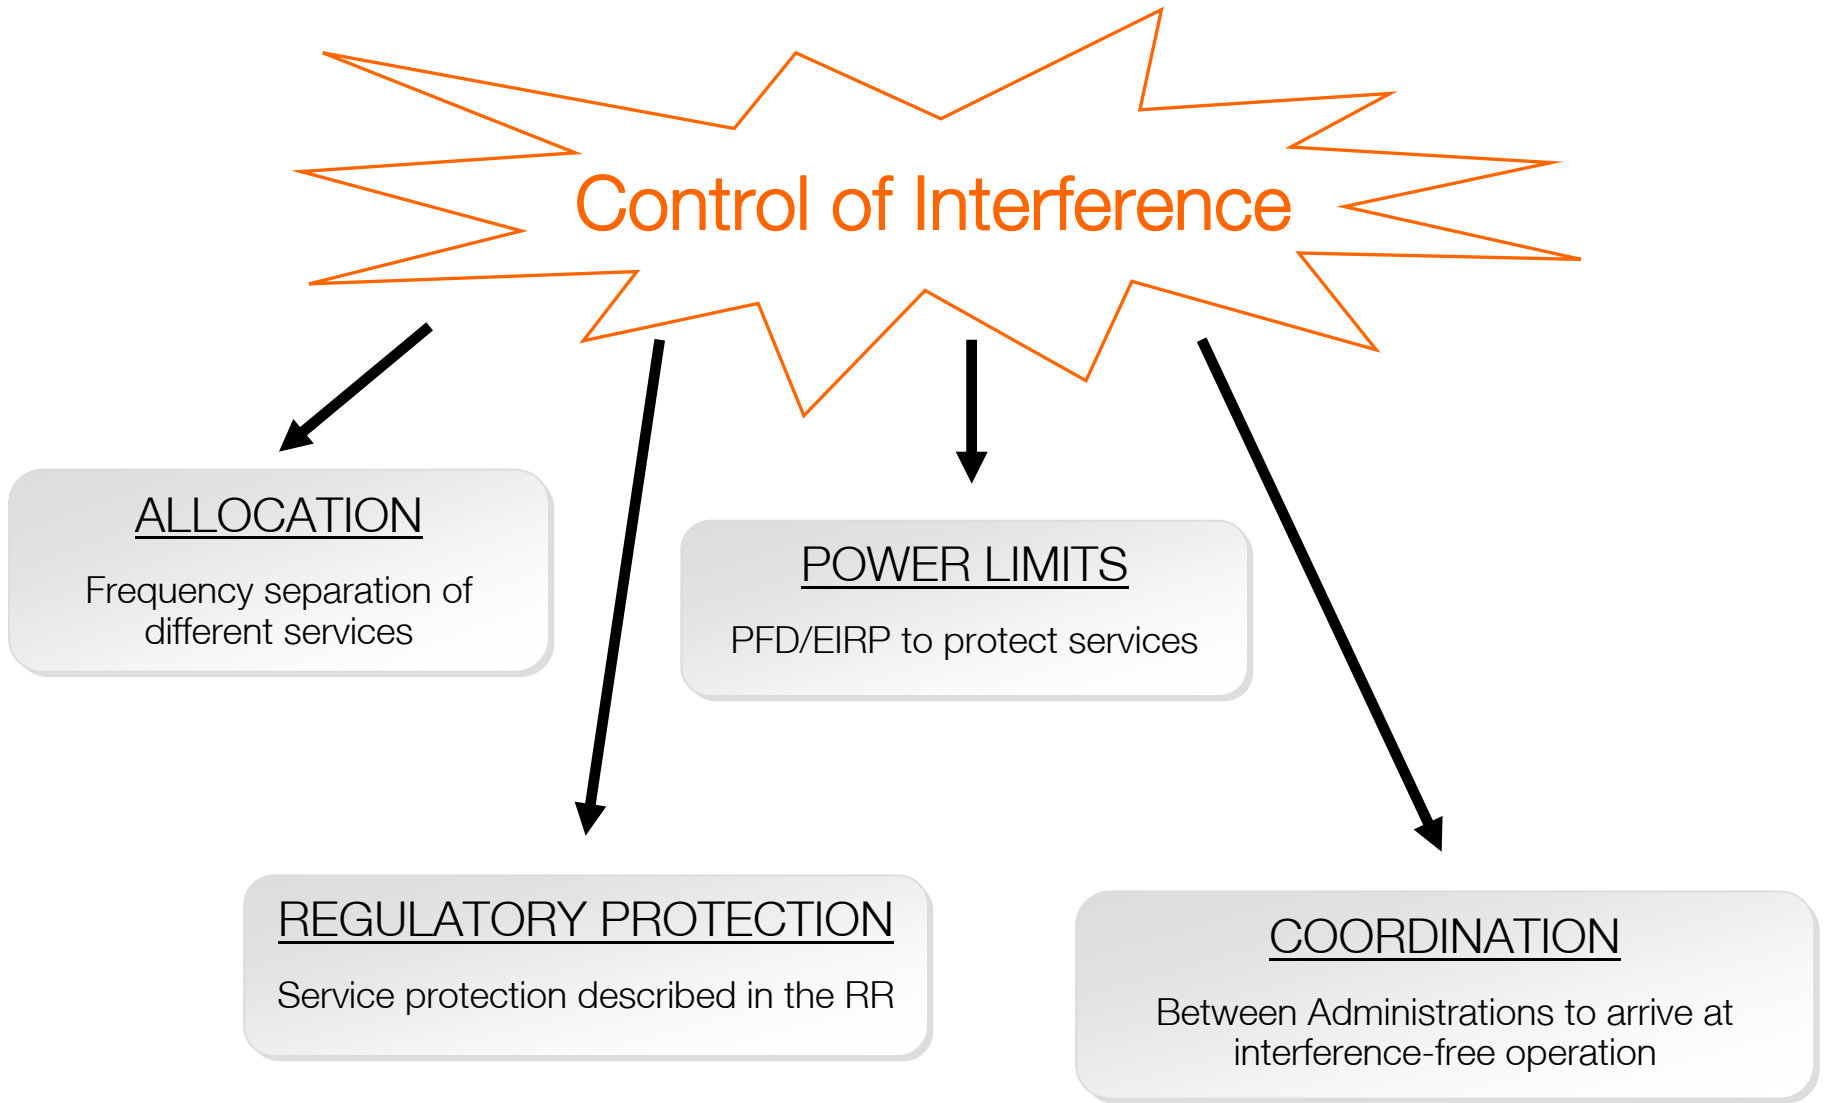 Control of Interference
ALLOCATION
Frequency separation of
different services
POWER LIMITS
PFD/EIRP to protect services
REGULATORY PROTECTION
Service protection described in the RR
COORDINATION
Between Administrations to arrive at
interference-free operation